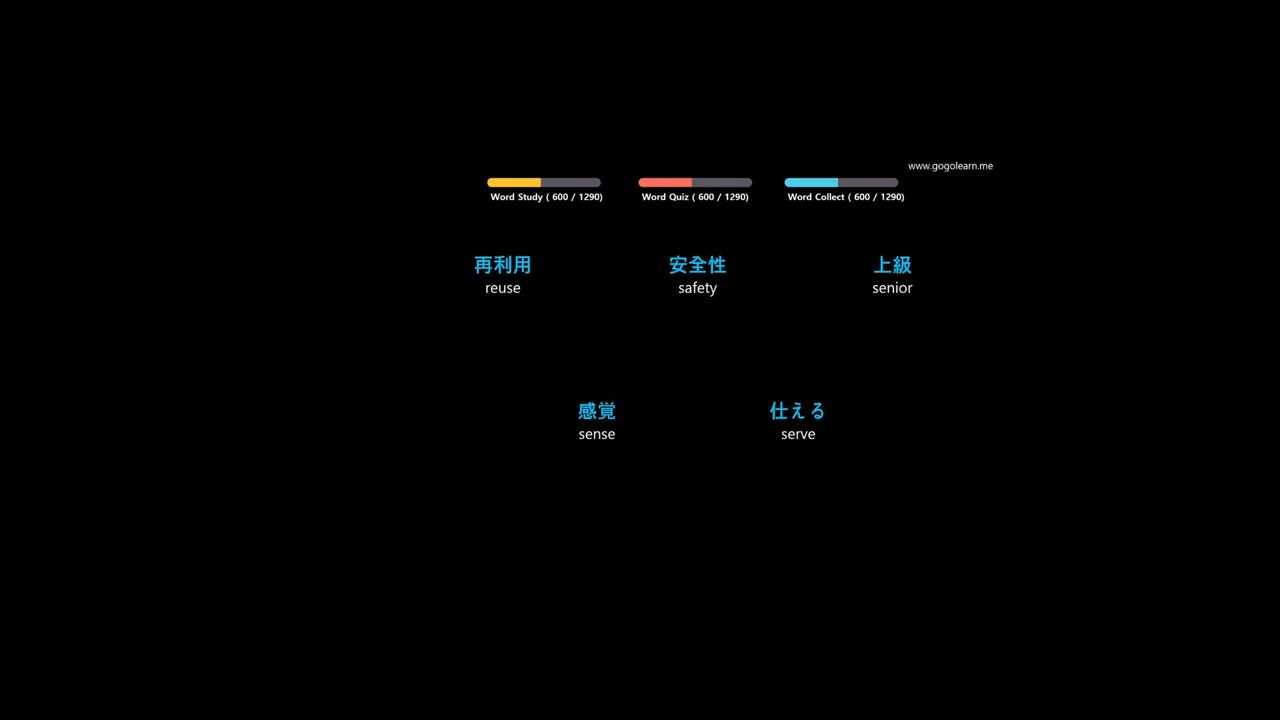 www.gogolearn.me
Word Study ( 600 / 1290)
Word Quiz ( 600 / 1290)
Word Collect ( 600 / 1290)
再利用
reuse
安全性
safety
上級
senior
感覚
sense
仕える
serve